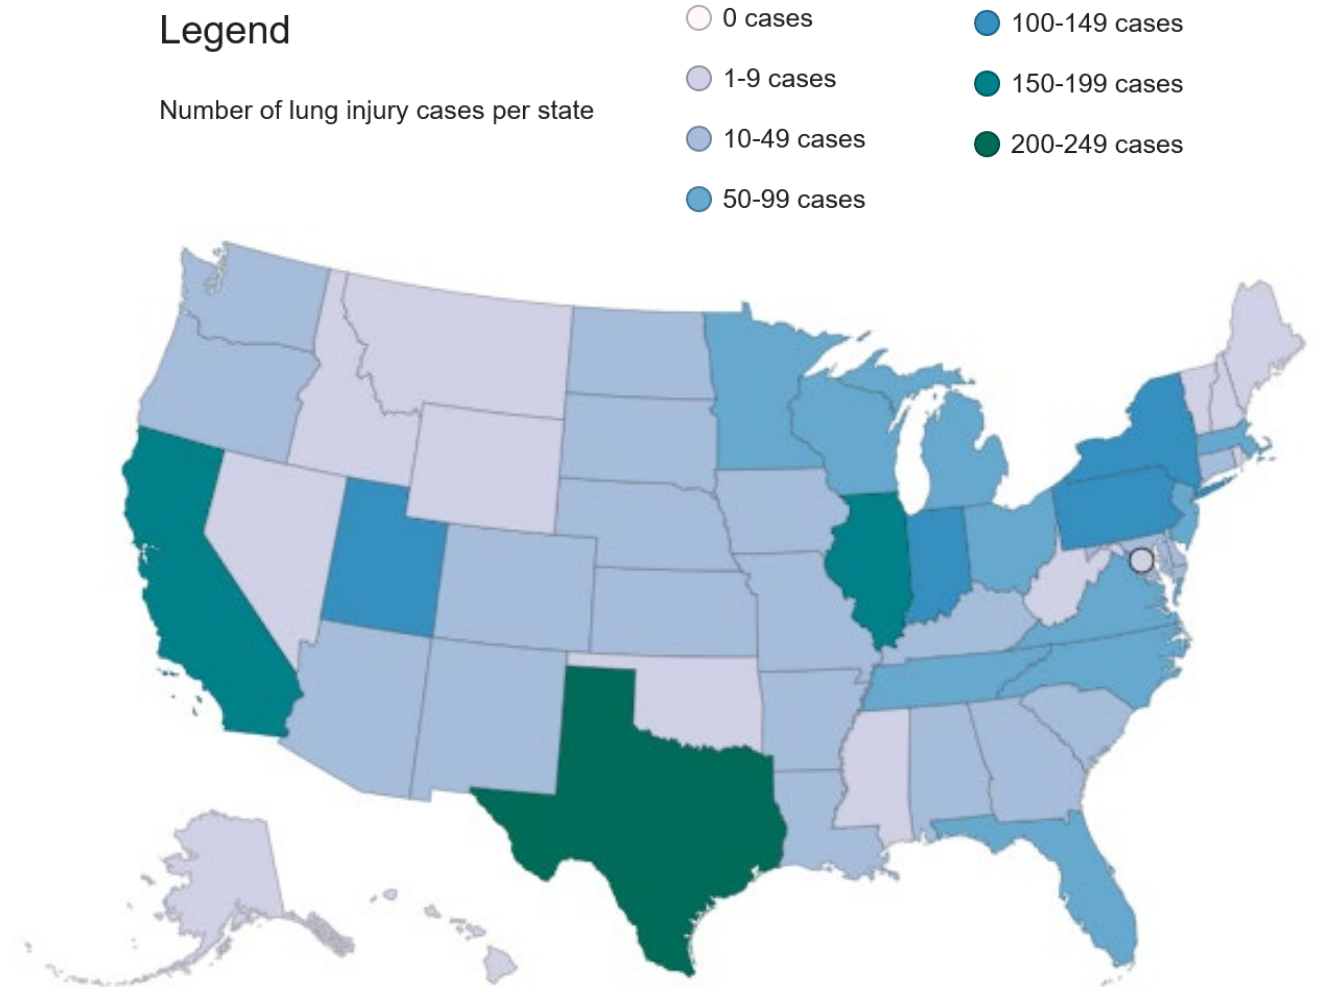 Legend
Number of lung injury cases per state
0 cases
1-9 cases
10-49 cases
50-99 cases
100-149 cases
150-199 cases
200-249 cases